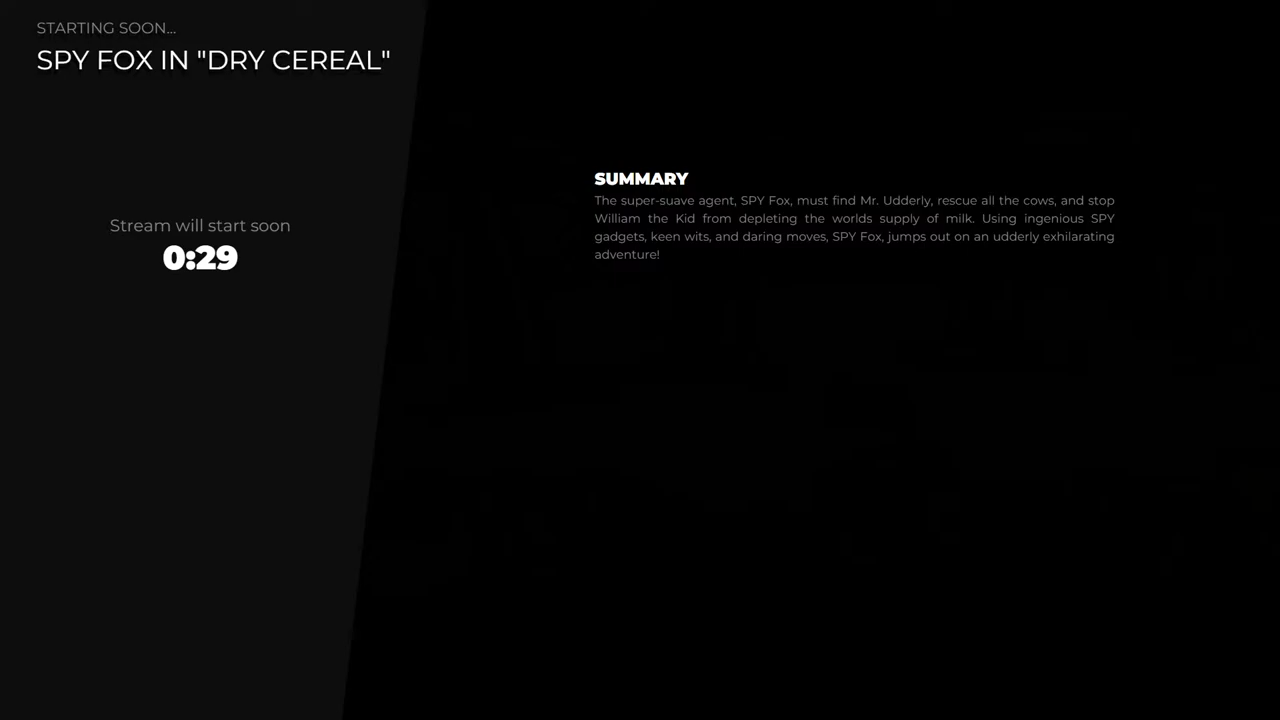 STARTING SOON...
SPY FOX IN "DRY CEREAL"
Stream will start soon
0:29
SUMMARY
The super-suave agent, SPY Fox, must find Mr. Udderly, rescue all the cows, and stop
William the Kid from depleting the worlds supply of milk. Using ingenious SPY
gadgets, keen wits, and daring moves, SPY Fox, jumps out on an udderly exhilarating
adventure!